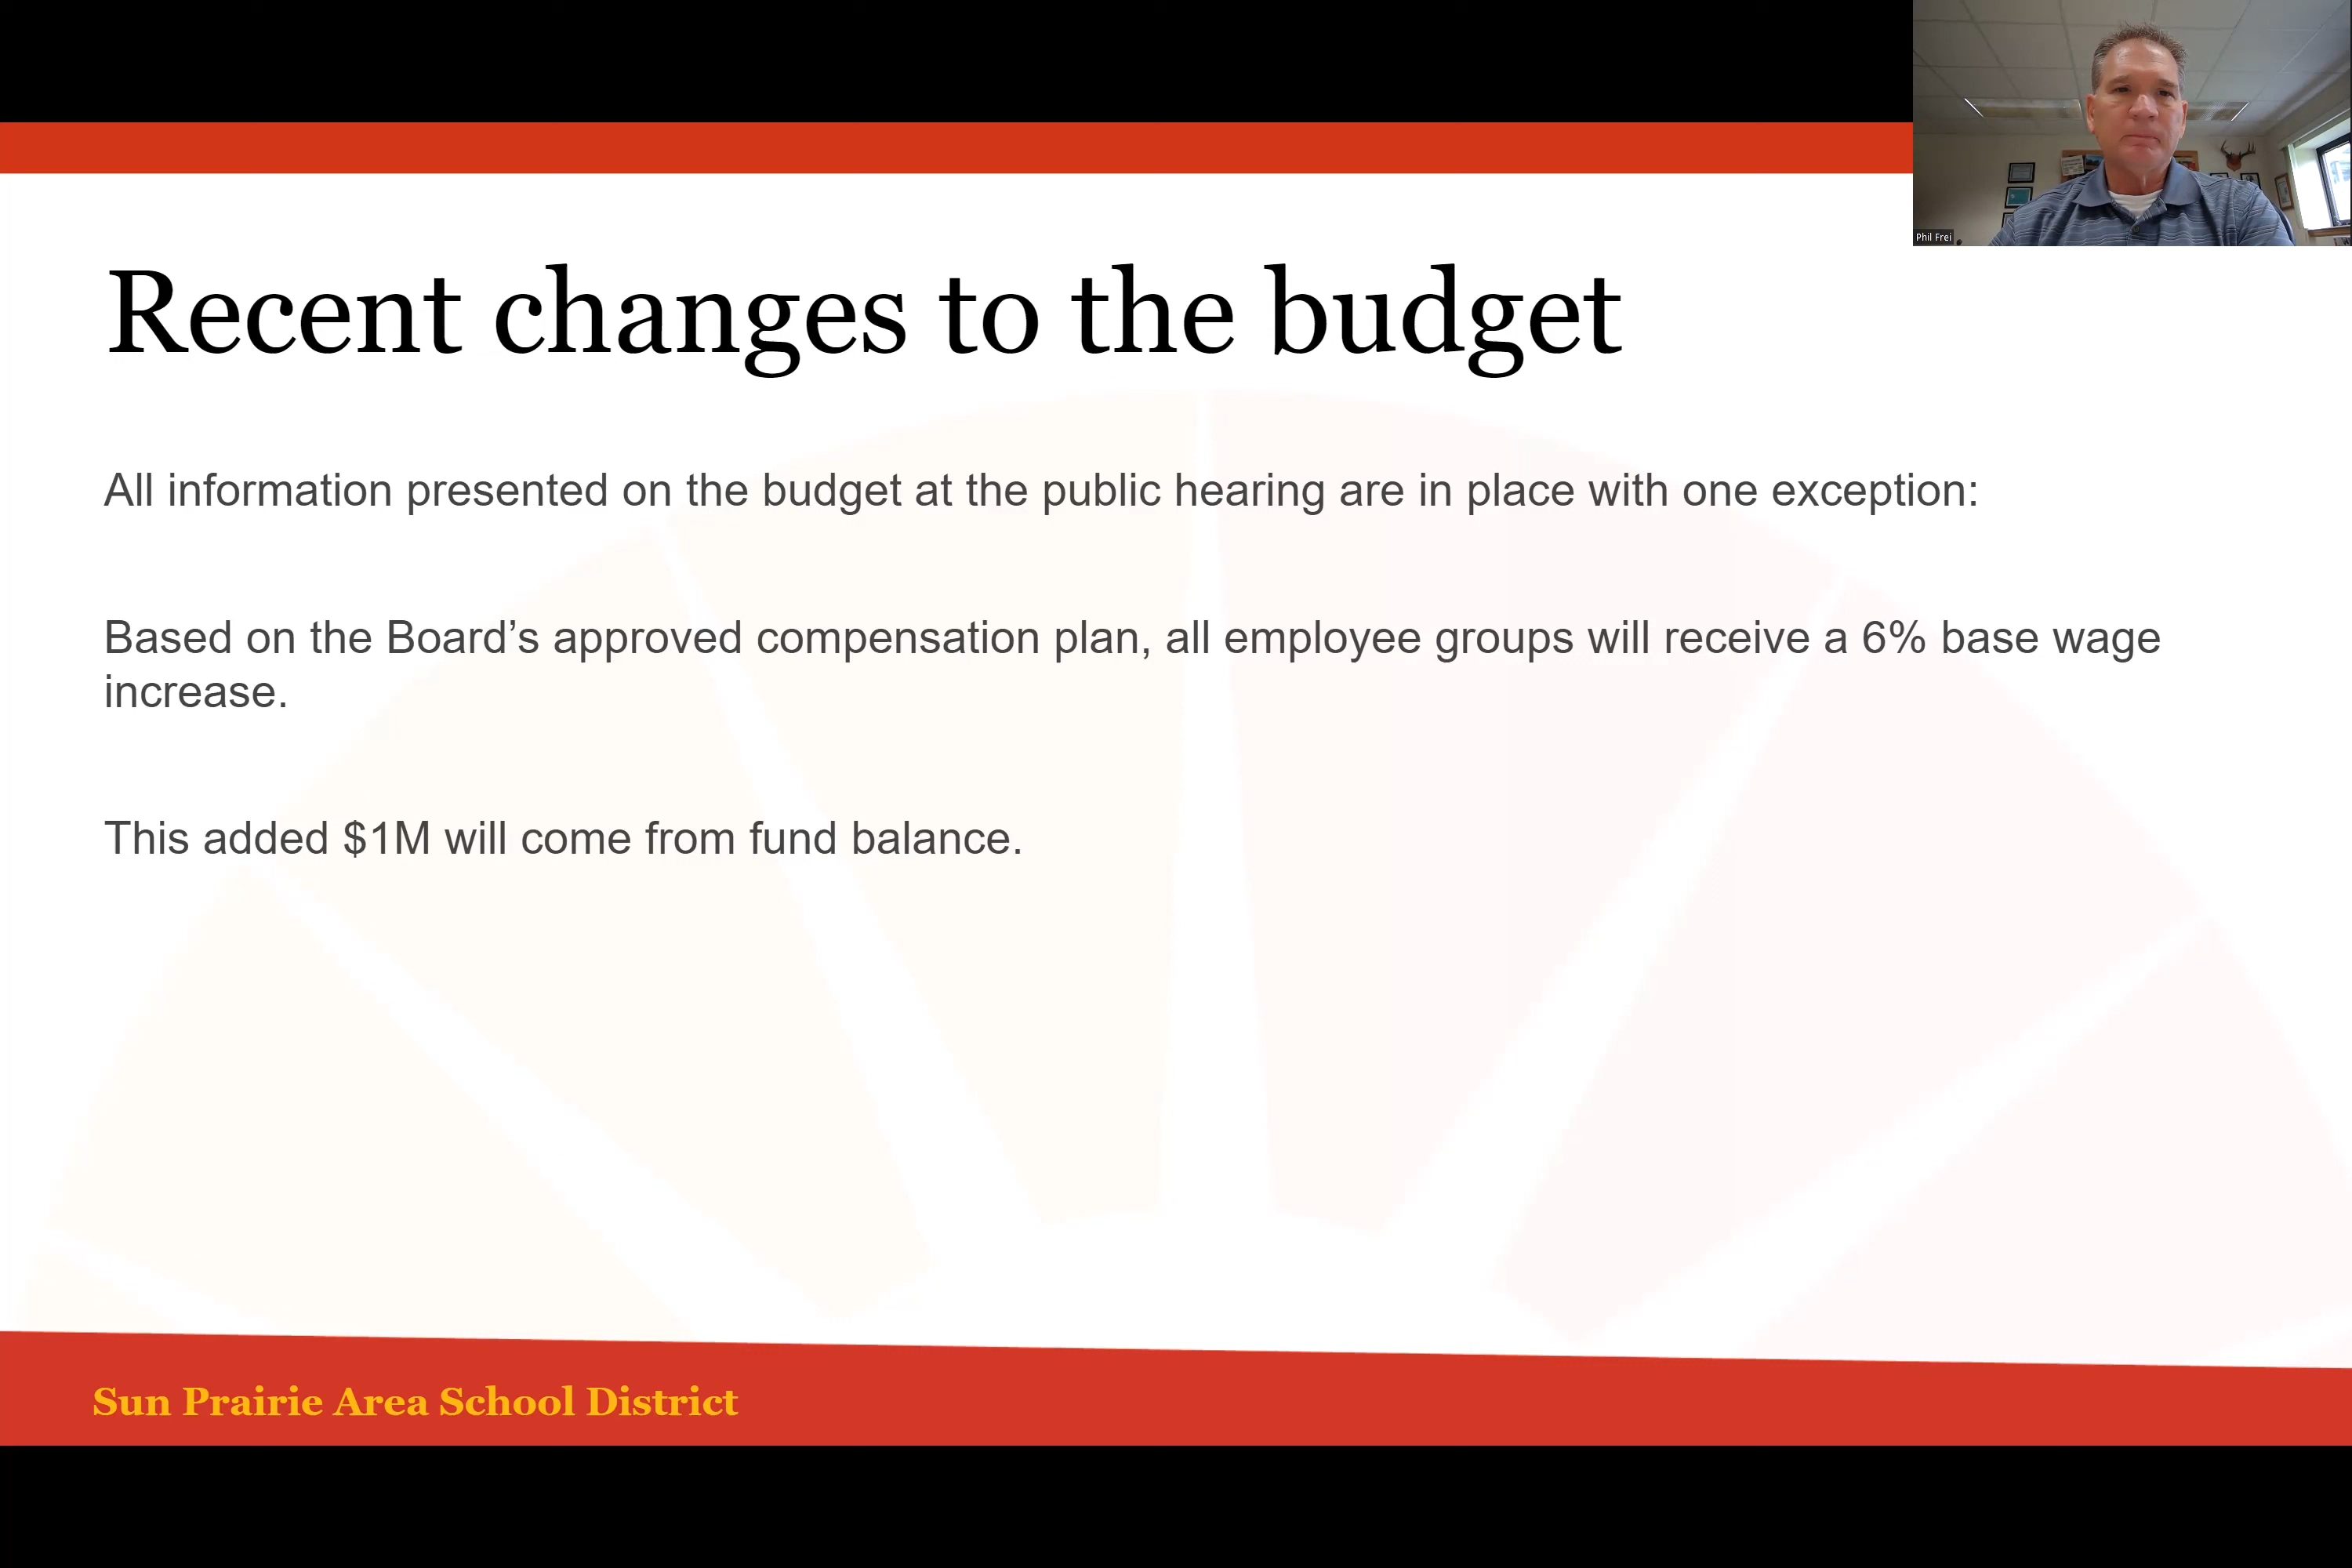 Phil Frei
Recent changes to the budget
All information presented on the budget at the public hearing are in place with one exception:
Based on the Board’s approved compensation plan, all employee groups will receive a 6% base wage
increase.
This added $1M will come from fund balance.
Sun Prairie Area School District